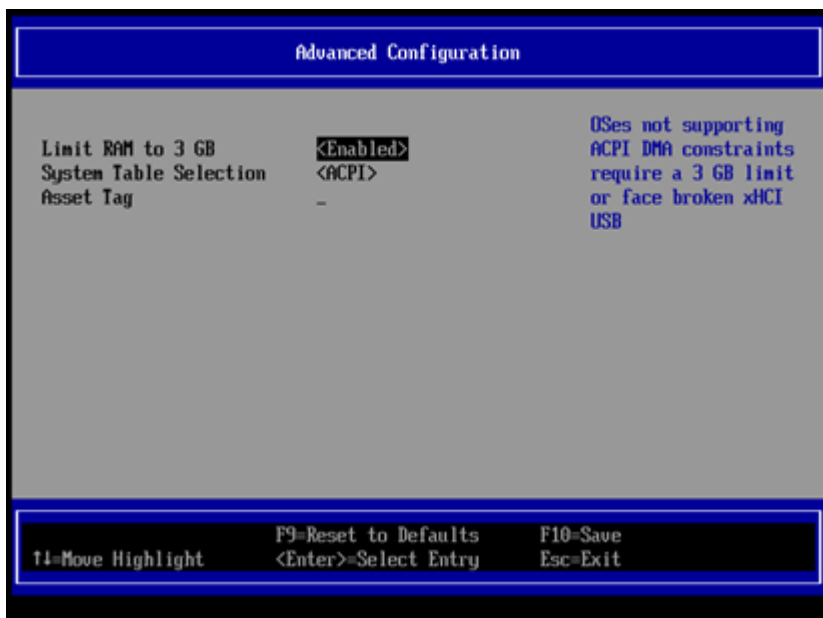 Advanced Configuration
Limit RAM to 3 GB <Enabled>
System Table Selection <ACPI>
Asset Tag _
OSes not supporting
ACPI DMA constraints
require a 3 GB limit
or face broken xHCI
USB
F9=Reset to Defaults F10=Save
↑↓=Move Highlight <Enter>=Select Entry Esc=Exit